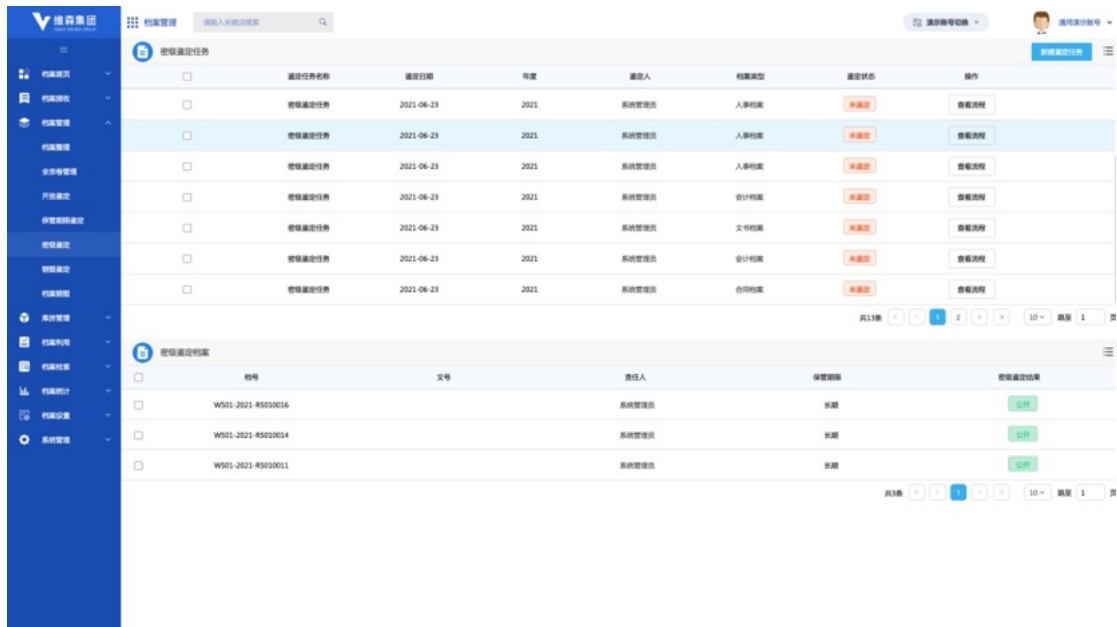 维森集团
档案管理
请输入关键词搜索
演示账号切换
通用演示账号
档案首页
档案接收
档案管理
档案整理
全宗卷管理
开放鉴定
保管期限鉴定
密级鉴定
销毁鉴定
档案销毁
库房管理
档案利用
档案检索
档案统计
档案设置
系统管理
密级鉴定任务
新建鉴定任务
鉴定任务名称 鉴定日期 年度 鉴定人 档案类型 鉴定状态 操作
密级鉴定任务 2021-06-23 2021 系统管理员 人事档案 未鉴定 查看流程
密级鉴定任务 2021-06-23 2021 系统管理员 人事档案 未鉴定 查看流程
密级鉴定任务 2021-06-23 2021 系统管理员 人事档案 未鉴定 查看流程
密级鉴定任务 2021-06-23 2021 系统管理员 会计档案 未鉴定 查看流程
密级鉴定任务 2021-06-23 2021 系统管理员 文书档案 未鉴定 查看流程
密级鉴定任务 2021-06-23 2021 系统管理员 会计档案 未鉴定 查看流程
密级鉴定任务 2021-06-23 2021 系统管理员 合同档案 未鉴定 查看流程
共13条 1 2 10 跳至 1 页
密级鉴定档案
档号 文号 责任人 保管期限 密级鉴定结果
WS01-2021-RS010016 系统管理员 长期 公开
WS01-2021-RS010014 系统管理员 长期 公开
WS01-2021-RS010011 系统管理员 长期 公开
共3条 1 10 跳至 1 页